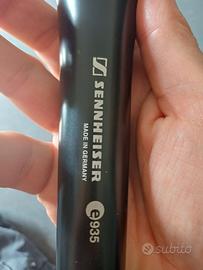 SENNHEISER
MADE IN GERMANY
e935
subito